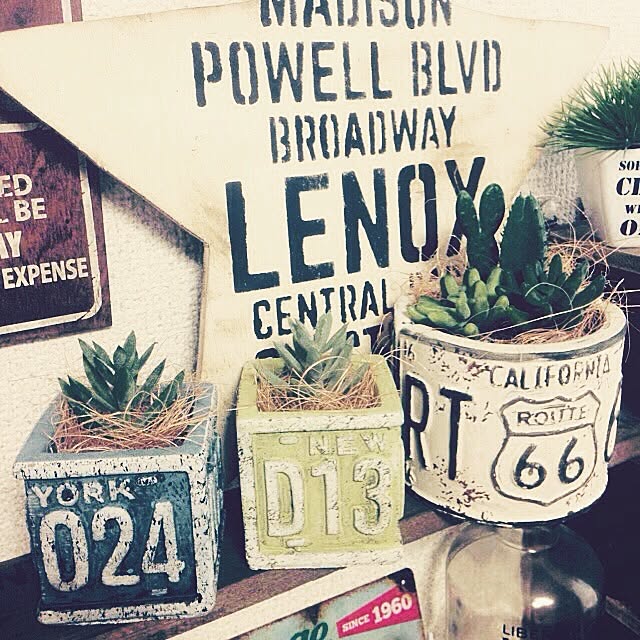 MADISON
POWELL BLVD
BROADWAY
LENOX
CENTRAL
ED
L BE
AY
EXPENSE
YORK
024
NEW
D13
RT
CALIFORNIA
ROUTE
66
SINCE 1960